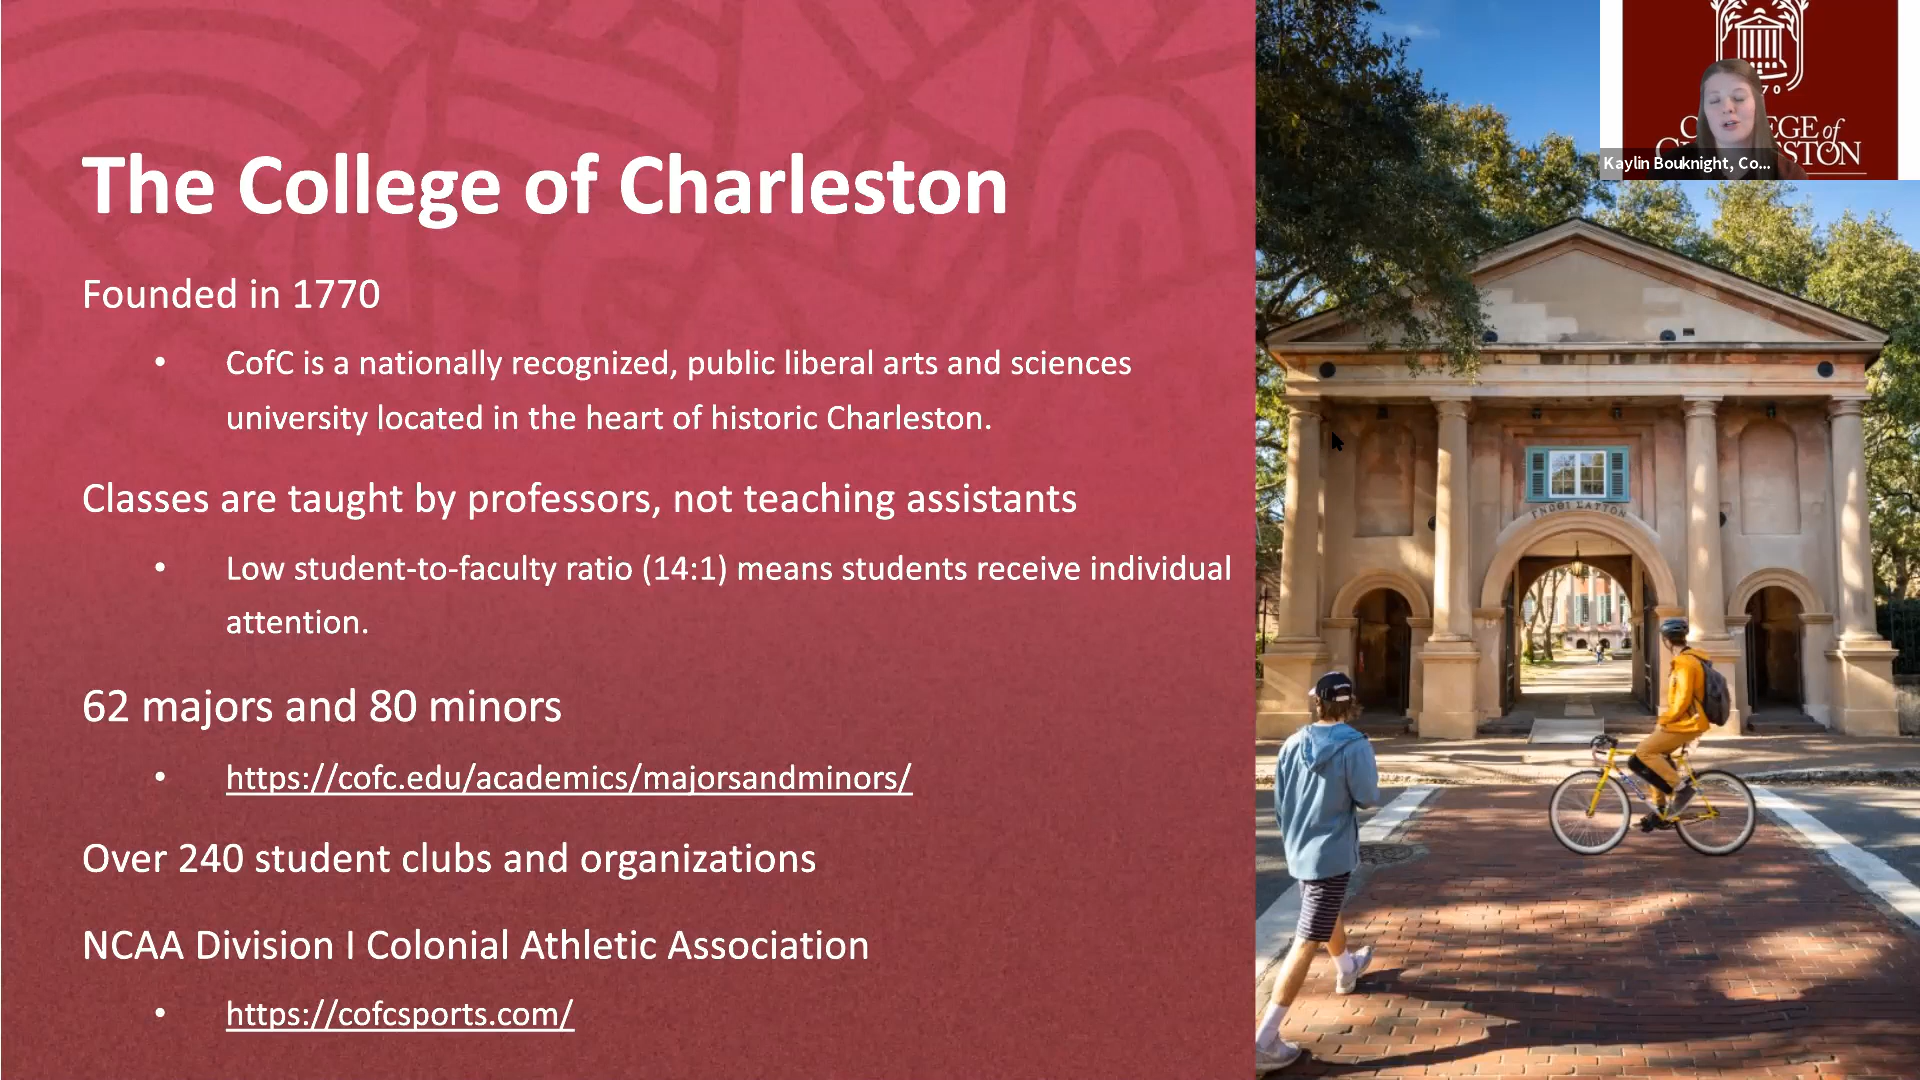 The College of Charleston
Founded in 1770
• CofC is a nationally recognized, public liberal arts and sciences
university located in the heart of historic Charleston.
Classes are taught by professors, not teaching assistants
• Low student-to-faculty ratio (14:1) means students receive individual
attention.
62 majors and 80 minors
• https://cofc.edu/academics/majorsandminors/
Over 240 student clubs and organizations
NCAA Division I Colonial Athletic Association
• https://cofcsports.com/
Kaylin Bouknight, Co...